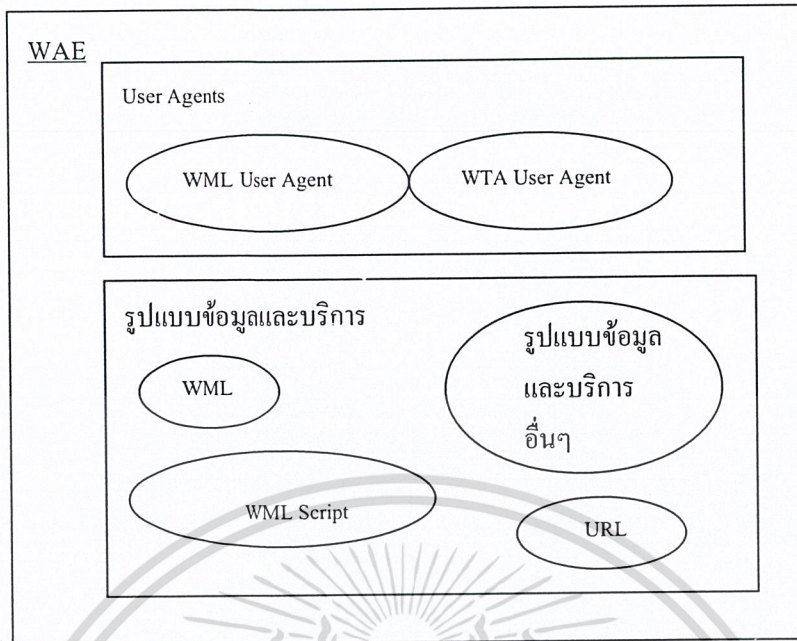 WAE
User Agents
WML User Agent
WTA User Agent
รูปแบบข้อมูลและบริการ
รูปแบบข้อมูล
และบริการ
อื่นๆ
WML
WML Script
URL